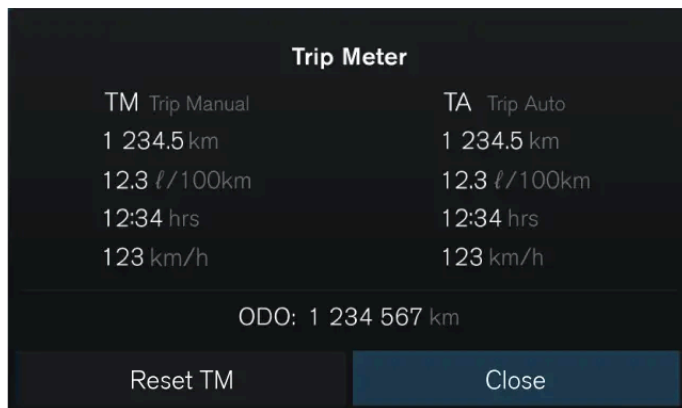 Trip Meter
TM Trip Manual
1 234.5 km
12.3 ℓ/100km
12:34 hrs
123 km/h
TA Trip Auto
1 234.5 km
12.3 ℓ/100km
12:34 hrs
123 km/h
ODO: 1 234 567 km
Reset TM
Close